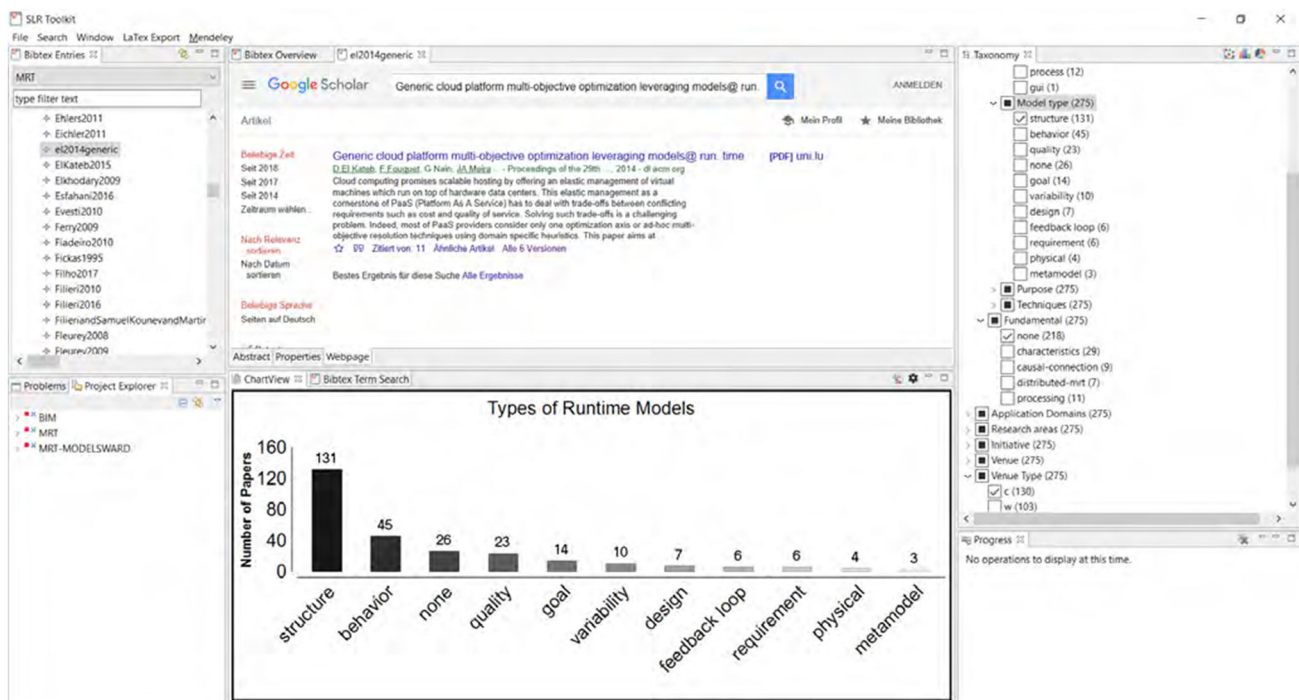 SLR Toolkit
File Search Window LaTex Export Mendeley
Bibtex Entries
MRT
type filter text
Ehlers2011
Eichler2011
el2014generic
ElKateb2015
Elkhodary2009
Esfahani2016
Evesti2010
Ferry2009
Fiadeiro2010
Fickas1995
Filho2017
Filieri2010
Filieri2016
FilieriandSamuelKounevandMartir
Fleurey2008
Fleurey2009
Problems Project Explorer
BIM
MRT
MRT-MODELSWARD
Bibtex Overview el2014generic
Google Scholar
Generic cloud platform multi-objective optimization leveraging models@ run.
ANMELDEN
Artikel
Mein Profil Meine Bibliothek
Beliebige Zeit
Seit 2018
Seit 2017
Seit 2014
Zeitraum wählen...
Nach Relevanz
sortieren
Nach Datum
sortieren
Beliebige Sprache
Seiten auf Deutsch
Generic cloud platform multi-objective optimization leveraging models@ run. time
[PDF] uni.lu
D El Kateb, F Fouquet, G Nain, JA Meira... - Proceedings of the 29th ..., 2014 - dl.acm.org
Cloud computing promises scalable hosting by offering an elastic management of virtual
machines which run on top of hardware data centers. This elastic management as a
cornerstone of PaaS (Platform As A Service) has to deal with trade-offs between conflicting
requirements such as cost and quality of service. Solving such trade-offs is a challenging
problem. Indeed, most of PaaS providers consider only one optimization axis or ad-hoc multi-
objective resolution techniques using domain specific heuristics. This paper aims at ...
Zitiert von: 11 Ähnliche Artikel Alle 6 Versionen
Bestes Ergebnis für diese Suche Alle Ergebnisse
Abstract Properties Webpage
ChartView Bibtex Term Search
Types of Runtime Models
Number of Papers
160
120
80
40
0
131
45
26
23
14
10
7
6
6
4
3
structure
behavior
none
quality
goal
variability
design
feedback loop
requirement
physical
metamodel
Taxonomy
process (12)
gui (1)
Model type (275)
structure (131)
behavior (45)
quality (23)
none (26)
goal (14)
variability (10)
design (7)
feedback loop (6)
requirement (6)
physical (4)
metamodel (3)
Purpose (275)
Techniques (275)
Fundamental (275)
none (218)
characteristics (29)
causal-connection (9)
distributed-mrt (7)
processing (11)
Application Domains (275)
Research areas (275)
Initiative (275)
Venue (275)
Venue Type (275)
c (130)
w (103)
Progress
No operations to display at this time.